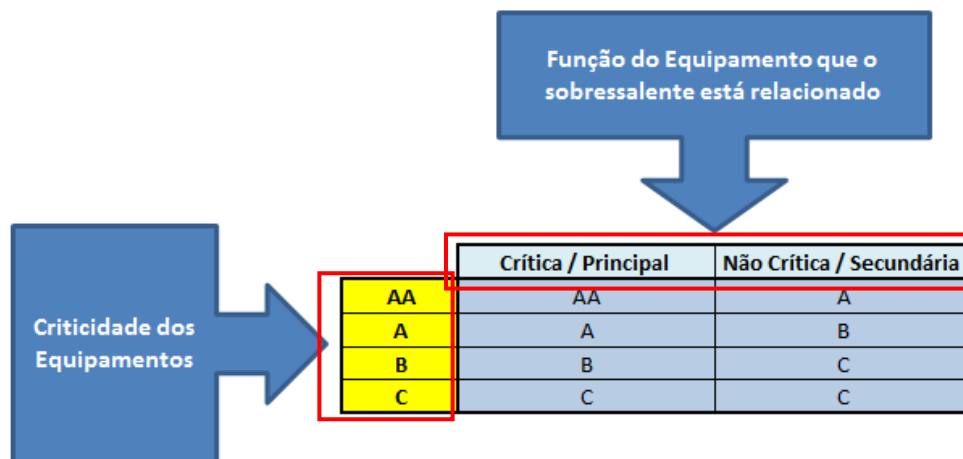 Função do Equipamento que o
sobressalente está relacionado
Criticidade dos
Equipamentos
Crítica / Principal Não Crítica / Secundária
AA AA A
A A B
B B C
C C C